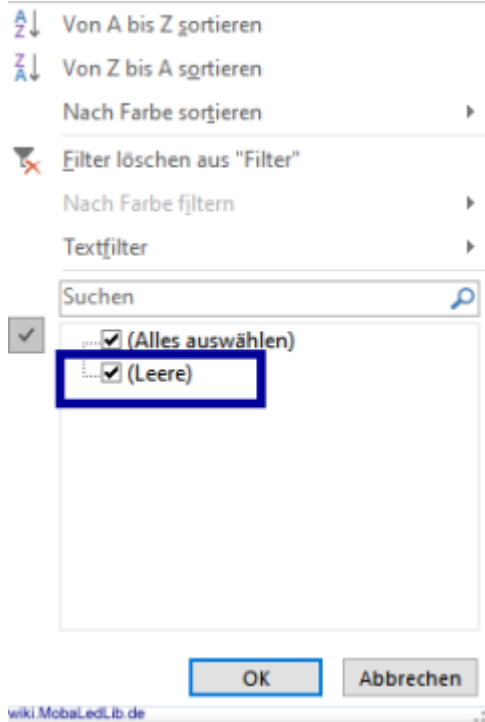 Von A bis Z sortieren
Von Z bis A sortieren
Nach Farbe sortieren
Filter löschen aus "Filter"
Nach Farbe filtern
Textfilter
Suchen
(Alles auswählen)
(Leere)
OK Abbrechen
wiki.MobaLedLib.de